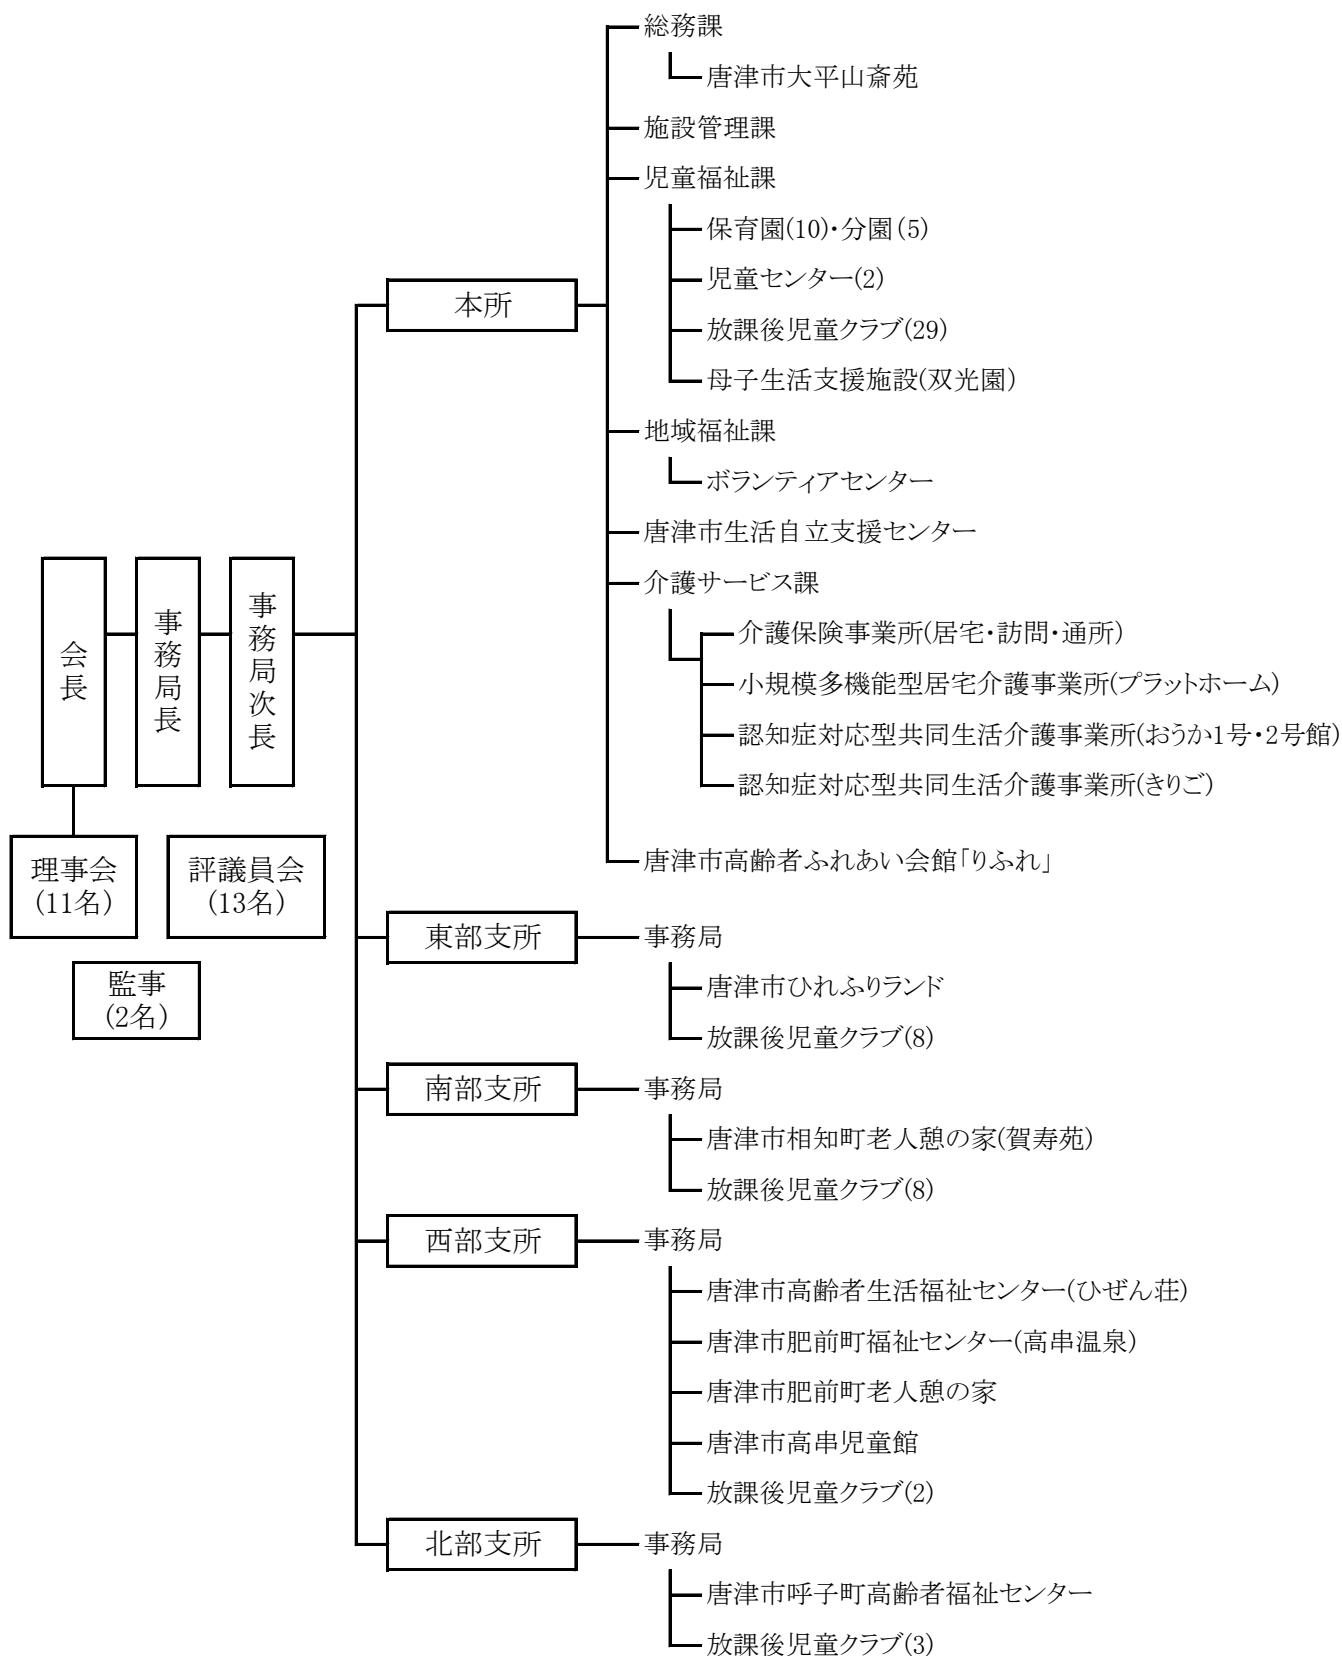 会長
事務局長
事務局次長
理事会
(11名)
評議員会
(13名)
監事
(2名)
本所
総務課
唐津市大平山斎苑
施設管理課
児童福祉課
保育園(10)・分園(5)
児童センター(2)
放課後児童クラブ(29)
母子生活支援施設(双光園)
地域福祉課
ボランティアセンター
唐津市生活自立支援センター
介護サービス課
介護保険事業所(居宅・訪問・通所)
小規模多機能型居宅介護事業所(プラットホーム)
認知症対応型共同生活介護事業所(おうか1号・2号館)
認知症対応型共同生活介護事業所(きりご)
唐津市高齢者ふれあい会館「りふれ」
東部支所
事務局
唐津市ひれふりランド
放課後児童クラブ(8)
南部支所
事務局
唐津市相知町老人憩の家(賀寿苑)
放課後児童クラブ(8)
西部支所
事務局
唐津市高齢者生活福祉センター(ひぜん荘)
唐津市肥前町福祉センター(高串温泉)
唐津市肥前町老人憩の家
唐津市高串児童館
放課後児童クラブ(2)
北部支所
事務局
唐津市呼子町高齢者福祉センター
放課後児童クラブ(3)